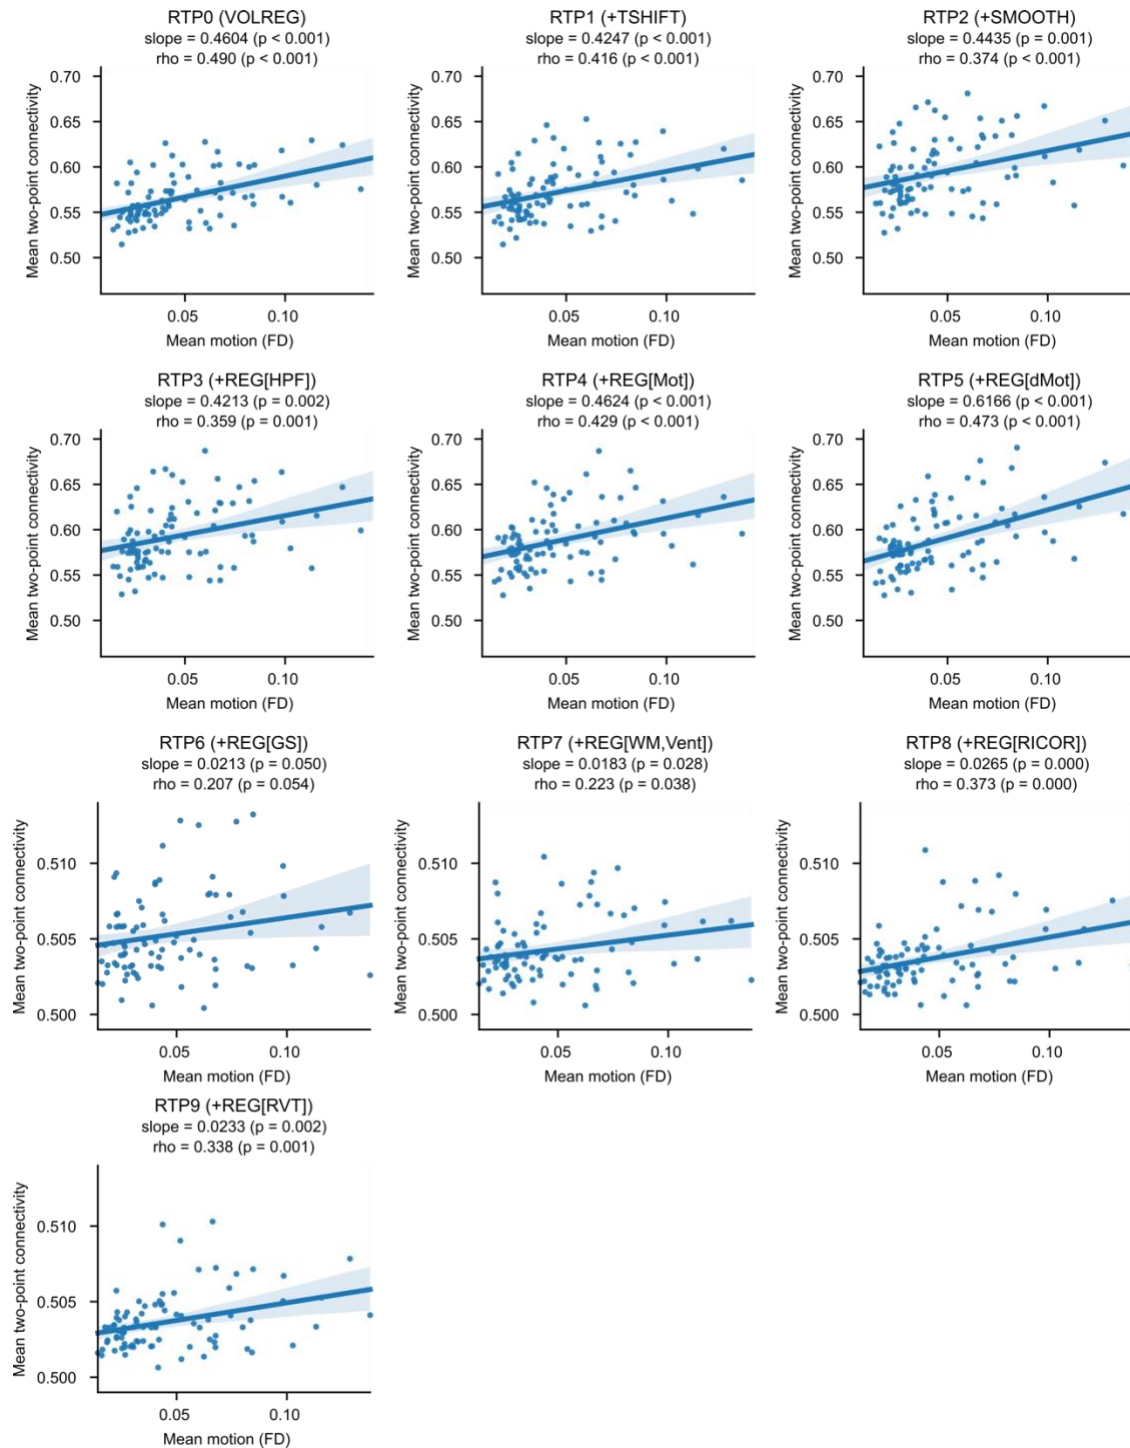 RTP0 (VOLREG)
slope = 0.4604 (p < 0.001)
rho = 0.490 (p < 0.001)
0.70
0.65
0.60
0.55
0.50
Mean two-point connectivity
0.05
0.10
Mean motion (FD)
RTP1 (+TSHIFT)
slope = 0.4247 (p < 0.001)
rho = 0.416 (p < 0.001)
0.70
0.65
0.60
0.55
0.50
Mean two-point connectivity
0.05
0.10
Mean motion (FD)
RTP2 (+SMOOTH)
slope = 0.4435 (p = 0.001)
rho = 0.374 (p < 0.001)
0.70
0.65
0.60
0.55
0.50
Mean two-point connectivity
0.05
0.10
Mean motion (FD)
RTP3 (+REG[HPF])
slope = 0.4213 (p = 0.002)
rho = 0.359 (p = 0.001)
0.70
0.65
0.60
0.55
0.50
Mean two-point connectivity
0.05
0.10
Mean motion (FD)
RTP4 (+REG[Mot])
slope = 0.4624 (p < 0.001)
rho = 0.429 (p < 0.001)
0.70
0.65
0.60
0.55
0.50
Mean two-point connectivity
0.05
0.10
Mean motion (FD)
RTP5 (+REG[dMot])
slope = 0.6166 (p < 0.001)
rho = 0.473 (p < 0.001)
0.70
0.65
0.60
0.55
0.50
Mean two-point connectivity
0.05
0.10
Mean motion (FD)
RTP6 (+REG[GS])
slope = 0.0213 (p = 0.050)
rho = 0.207 (p = 0.054)
0.510
0.505
0.500
Mean two-point connectivity
0.05
0.10
Mean motion (FD)
RTP7 (+REG[WM,Vent])
slope = 0.0183 (p = 0.028)
rho = 0.223 (p = 0.038)
0.510
0.505
0.500
Mean two-point connectivity
0.05
0.10
Mean motion (FD)
RTP8 (+REG[RICOR])
slope = 0.0265 (p = 0.000)
rho = 0.373 (p = 0.000)
0.510
0.505
0.500
Mean two-point connectivity
0.05
0.10
Mean motion (FD)
RTP9 (+REG[RVT])
slope = 0.0233 (p = 0.002)
rho = 0.338 (p = 0.001)
0.510
0.505
0.500
Mean two-point connectivity
0.05
0.10
Mean motion (FD)